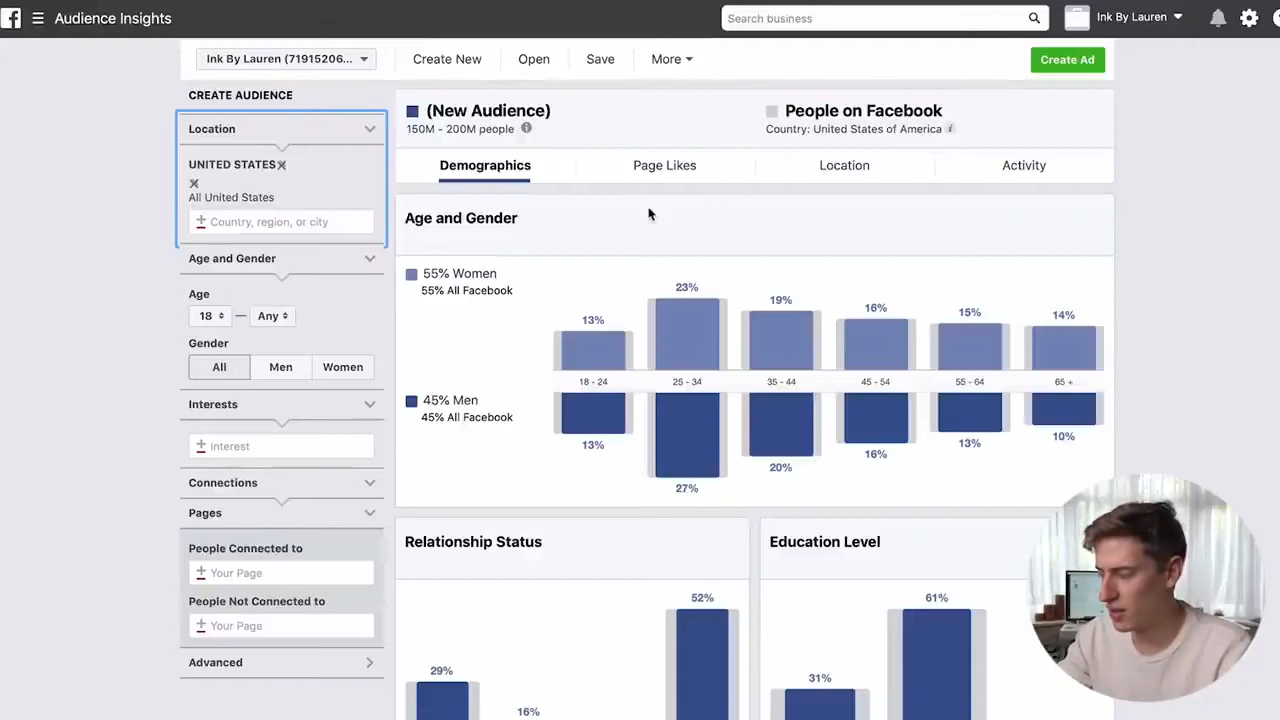 Audience Insights
Search business
Ink By Lauren
Ink By Lauren (71915206...
Create New
Open
Save
More
Create Ad
CREATE AUDIENCE
Location
UNITED STATES
All United States
Country, region, or city
Age and Gender
Age
18 — Any
Gender
All
Men
Women
Interests
Interest
Connections
Pages
People Connected to
Your Page
People Not Connected to
Your Page
Advanced
(New Audience)
150M - 200M people
People on Facebook
Country: United States of America
Demographics
Page Likes
Location
Activity
Age and Gender
55% Women
55% All Facebook
13%
23%
19%
16%
15%
14%
18 - 24
25 - 34
35 - 44
45 - 54
55 - 64
65 +
45% Men
45% All Facebook
13%
27%
20%
16%
13%
10%
Relationship Status
29%
16%
52%
Education Level
31%
61%